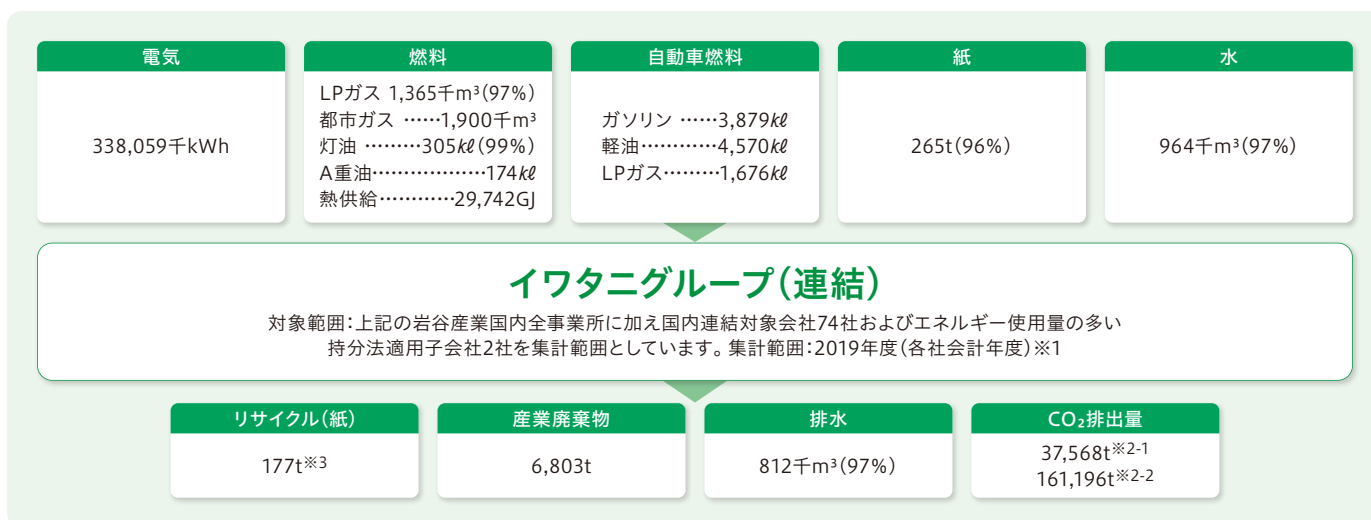 電気
338,059千kWh
燃料
LPガス 1,365千m³(97%)
都市ガス ……1,900千m³
灯油 ………305㎘(99%)
A重油………………174㎘
熱供給…………29,742GJ
自動車燃料
ガソリン ……3,879㎘
軽油…………4,570㎘
LPガス………1,676㎘
紙
265t(96%)
水
964千m³(97%)
イワタニグループ(連結)
対象範囲:上記の岩谷産業国内全事業所に加え国内連結対象会社74社およびエネルギー使用量の多い
持分法適用子会社2社を集計範囲としています。集計範囲:2019年度(各社会計年度)※1
リサイクル(紙)
177t※3
産業廃棄物
6,803t
排水
812千m³(97%)
CO₂排出量
37,568t※2-1
161,196t※2-2